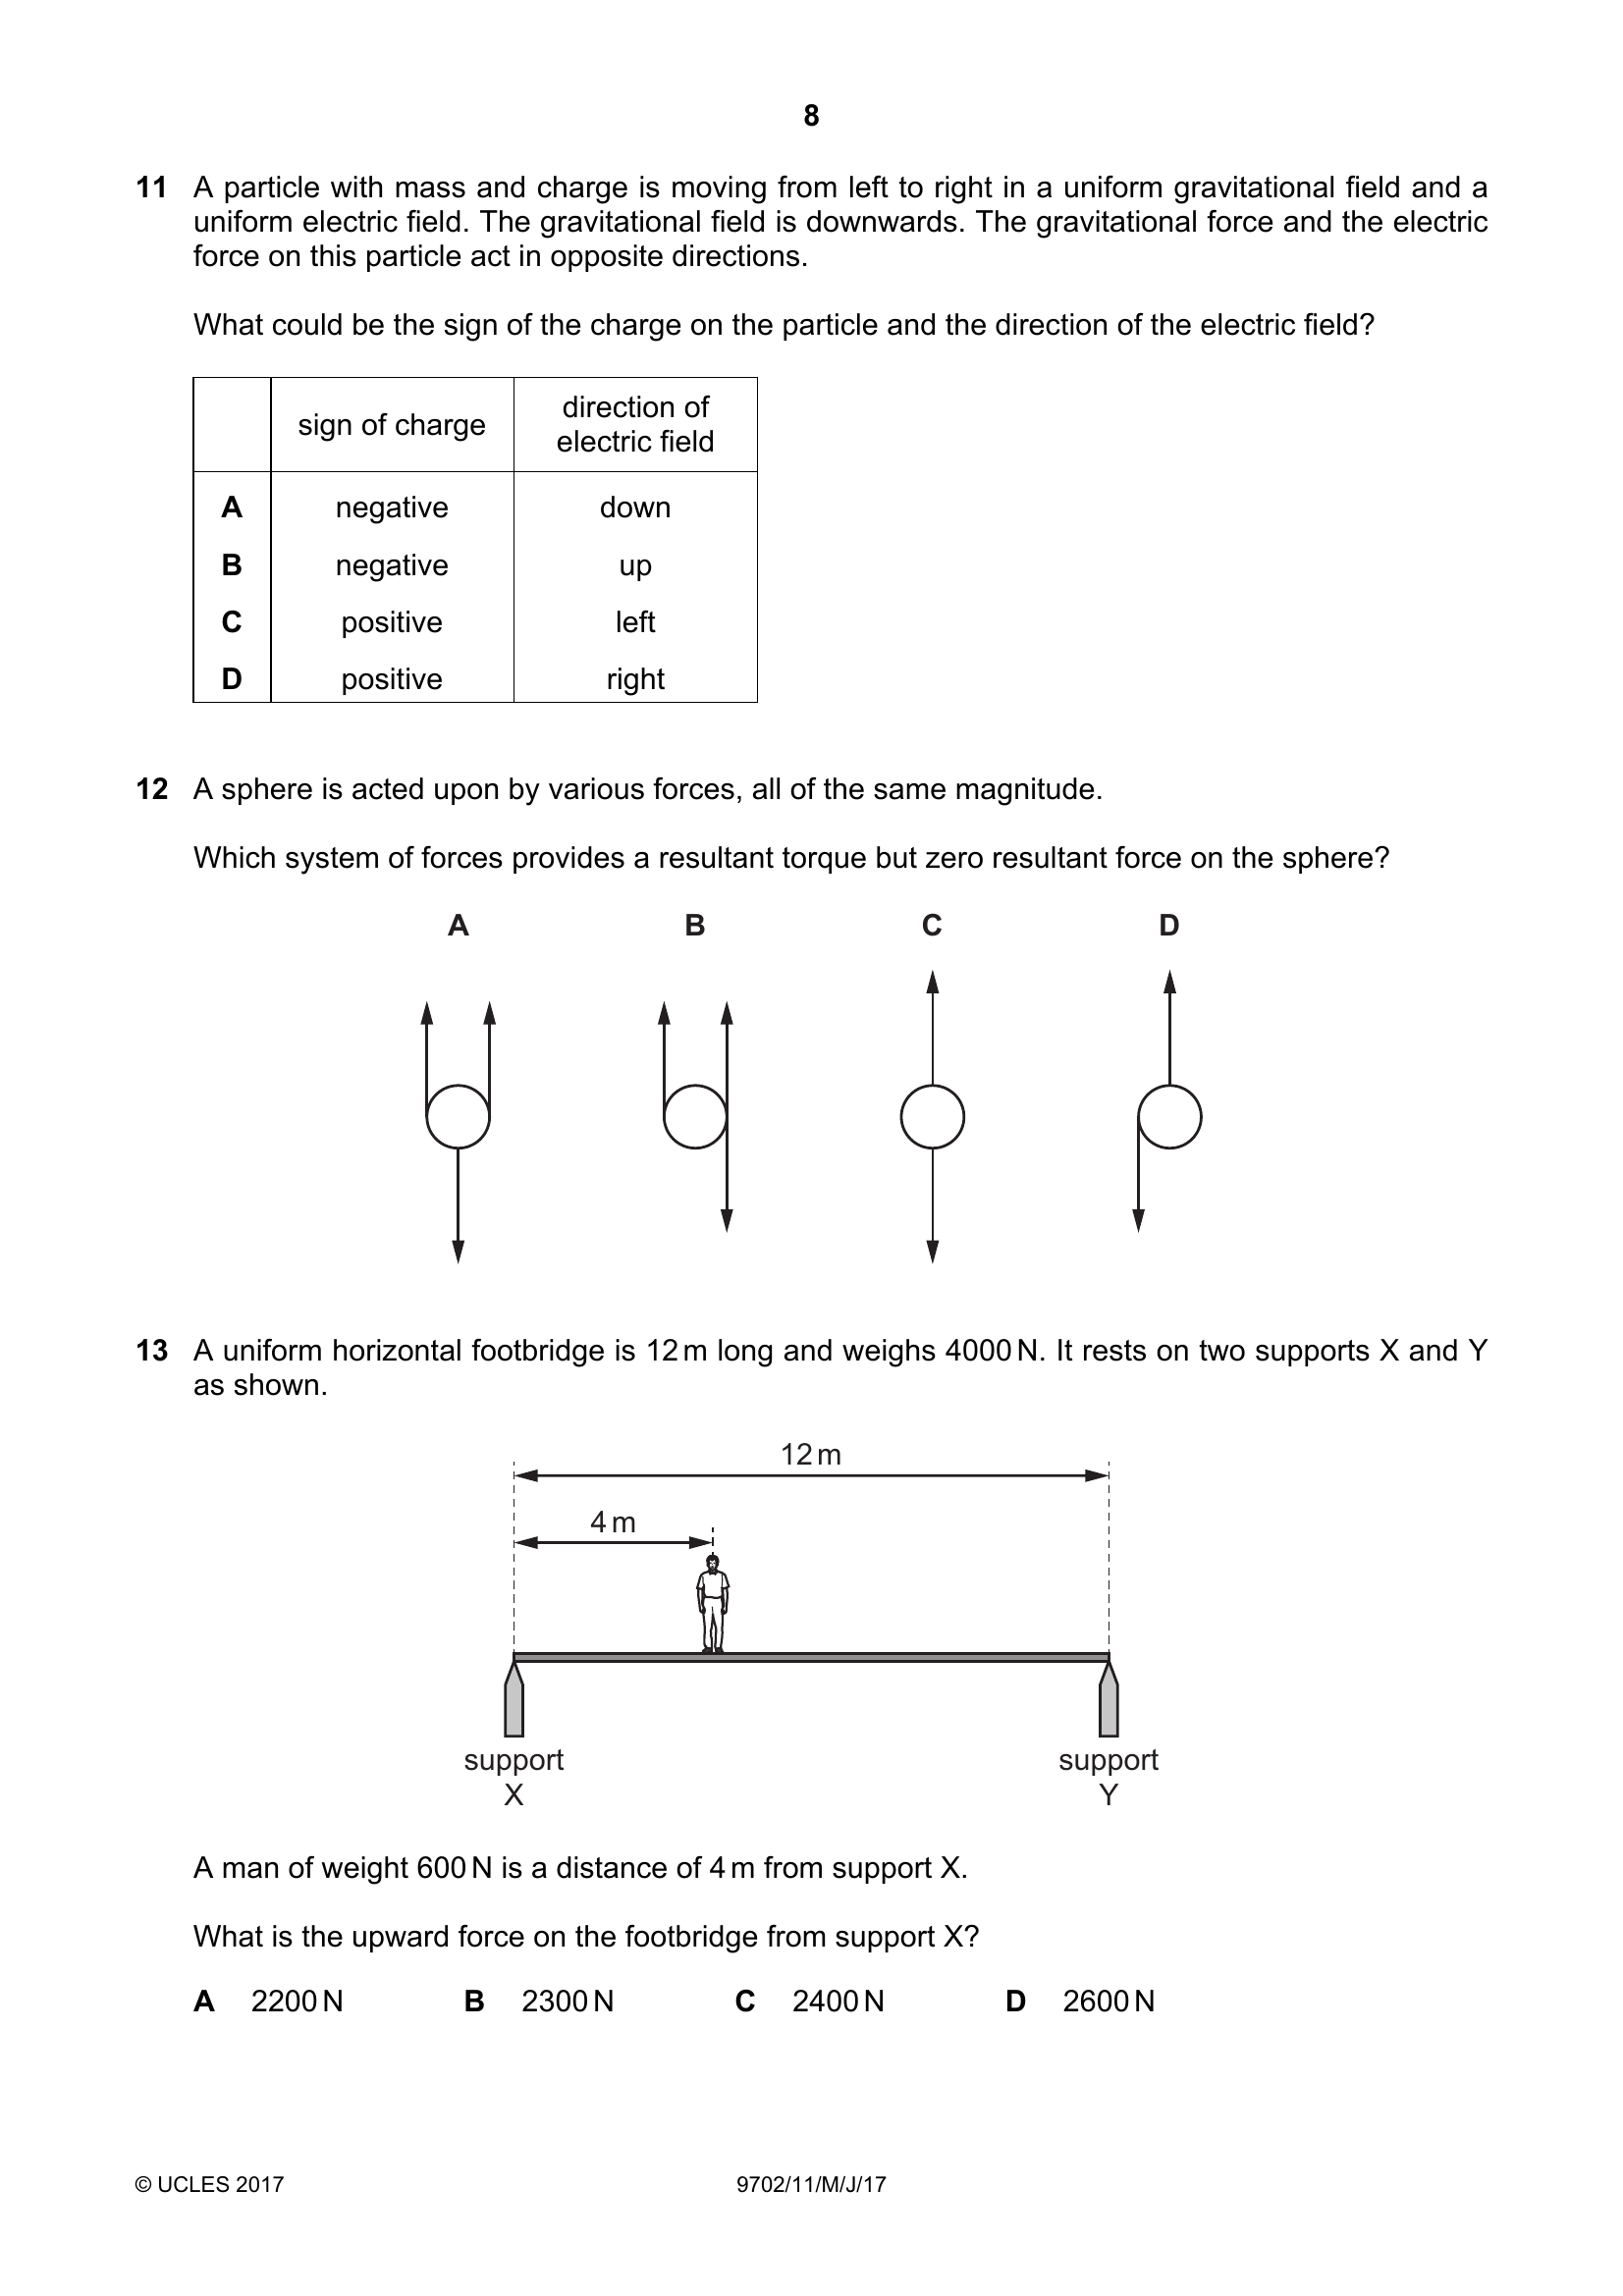 8
11 A particle with mass and charge is moving from left to right in a uniform gravitational field and a
uniform electric field. The gravitational field is downwards. The gravitational force and the electric
force on this particle act in opposite directions.
What could be the sign of the charge on the particle and the direction of the electric field?
sign of charge direction of electric field
A negative down
B negative up
C positive left
D positive right
12 A sphere is acted upon by various forces, all of the same magnitude.
Which system of forces provides a resultant torque but zero resultant force on the sphere?
A B C D
13 A uniform horizontal footbridge is 12 m long and weighs 4000 N. It rests on two supports X and Y
as shown.
12 m
4 m
support support
X Y
A man of weight 600 N is a distance of 4 m from support X.
What is the upward force on the footbridge from support X?
A 2200 N B 2300 N C 2400 N D 2600 N
© UCLES 2017 9702/11/M/J/17